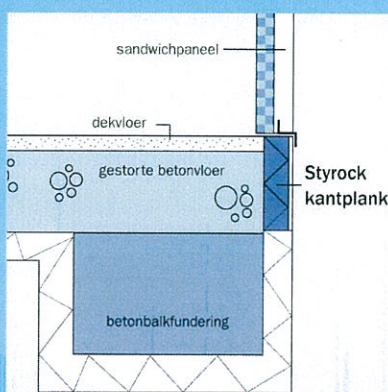 sandwichpaneel
dekvloer
gestorte betonvloer
Styrock
kantplank
betonbalkfundering